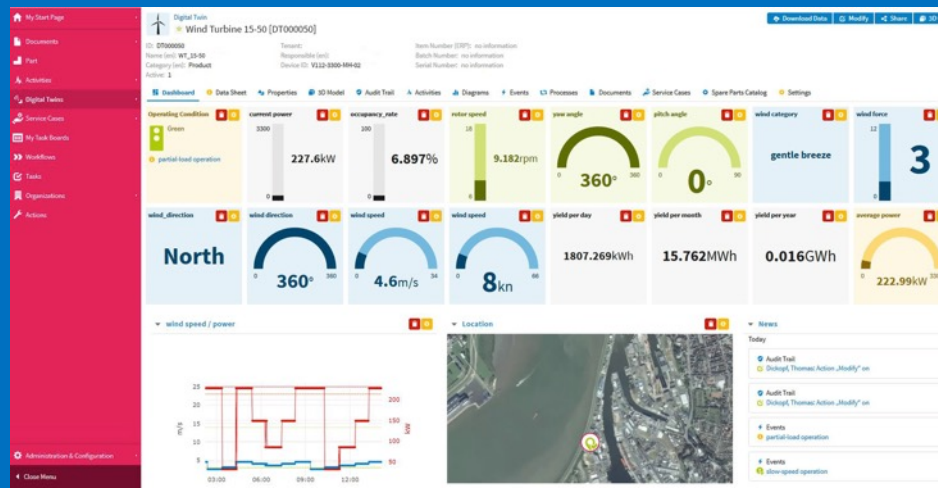 My Start Page
Documents
Part
Activities
Digital Twins
Service Cases
My Task Boards
Workflows
Tasks
Organizations
Actions
Administration & Configuration
Close Menu
Digital Twin
Wind Turbine 15-50 [DT000050]
Download Data
Modify
Share
3D
ID: DT000050
Name (en): WT_15-50
Category (en): Product
Active: 1
Tenant:
Responsible (en):
Device ID: V112-3300-MH-02
Item Number (ERP): no information
Batch Number: no information
Serial Number: no information
Dashboard
Data Sheet
Properties
3D Model
Audit Trail
Activities
Diagrams
Events
Processes
Documents
Service Cases
Spare Parts Catalog
Settings
Operating Condition
Green
partial-load operation
current power
3300
227.6kW
0
occupancy_rate
100
6.897%
0
rotor speed
18
9.182rpm
0
yaw angle
0
360°
360
pitch angle
0
0°
90
wind category
gentle breeze
wind force
12
3
0
wind_direction
North
wind direction
0
360°
360
wind speed
0
4.6m/s
34
wind speed
0
8kn
66
yield per day
1807.269kWh
yield per month
15.762MWh
yield per year
0.016GWh
average power
0
222.99kW
wind speed / power
25
20
15
10
5
m/s
200
150
100
50
kW
03:00
06:00
09:00
12:00
Location
News
Today
Audit Trail
Dickopf, Thomas: Action „Modify“ on
Audit Trail
Dickopf, Thomas: Action „Modify“ on
Events
partial-load operation
Events
slow-speed operation